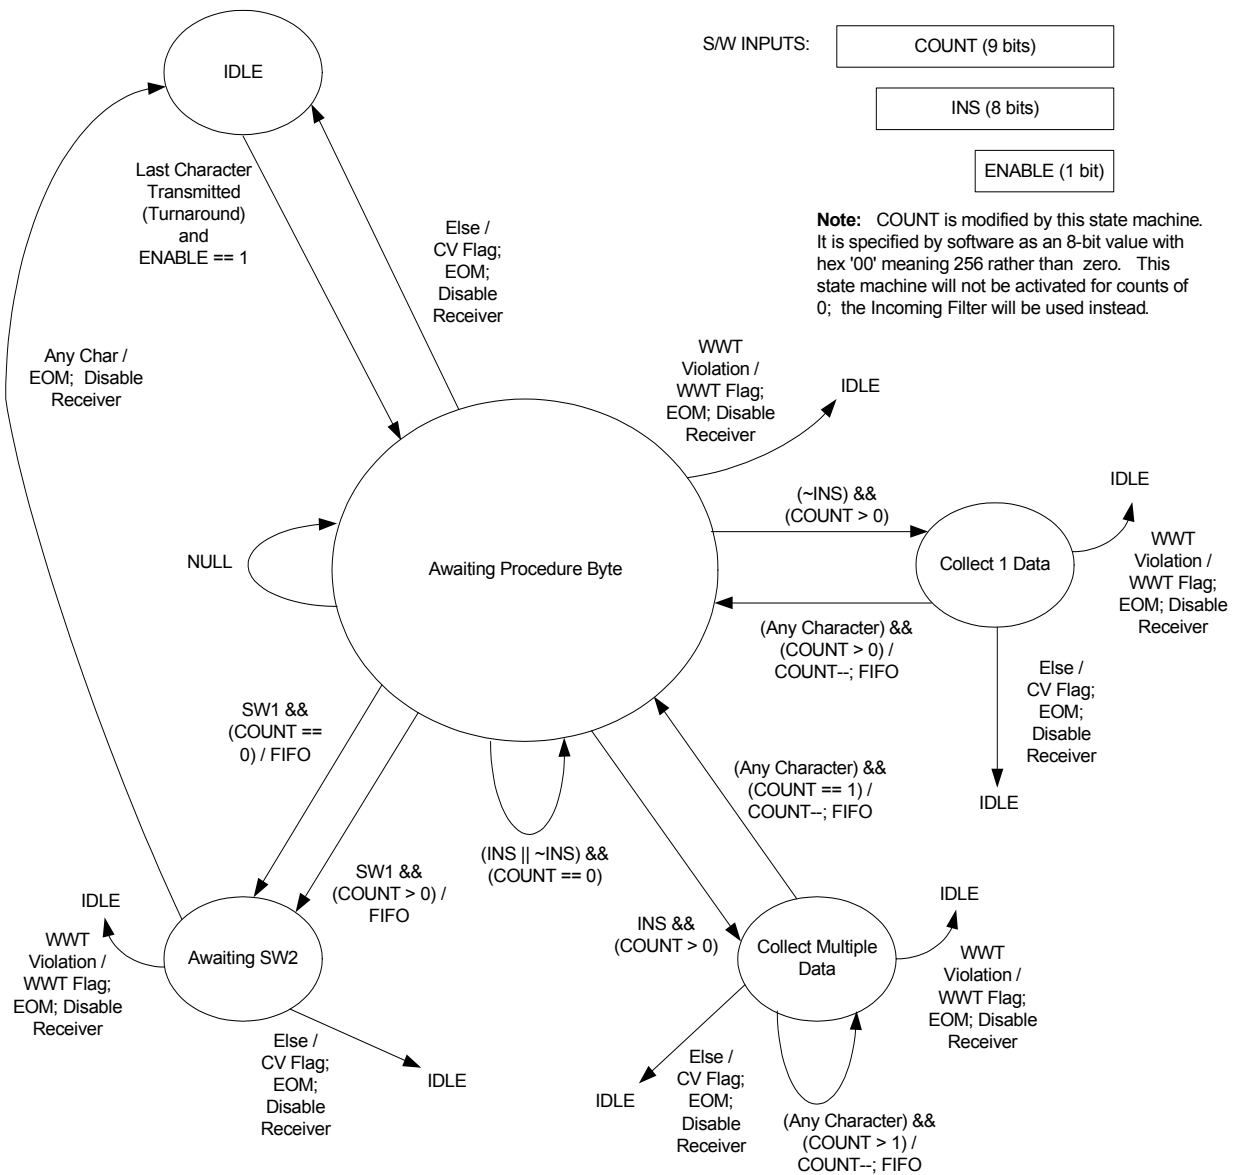 IDLE
S/W INPUTS:
COUNT (9 bits)
INS (8 bits)
ENABLE (1 bit)
Note: COUNT is modified by this state machine.
It is specified by software as an 8-bit value with
hex '00' meaning 256 rather than zero. This
state machine will not be activated for counts of
0; the Incoming Filter will be used instead.
Last Character
Transmitted
(Turnaround)
and
ENABLE == 1
Else /
CV Flag;
EOM;
Disable
Receiver
Any Char /
EOM; Disable
Receiver
WWT
Violation /
WWT Flag;
EOM; Disable
Receiver
IDLE
(~INS) &&
(COUNT > 0)
IDLE
WWT
Violation /
WWT Flag;
EOM; Disable
Receiver
NULL
Awaiting Procedure Byte
Collect 1 Data
(Any Character) &&
(COUNT > 0) /
COUNT--; FIFO
Else /
CV Flag;
EOM;
Disable
Receiver
IDLE
SW1 &&
(COUNT ==
0) / FIFO
(Any Character) &&
(COUNT == 1) /
COUNT--; FIFO
(INS || ~INS) &&
(COUNT == 0)
SW1 &&
(COUNT > 0) /
FIFO
INS &&
(COUNT > 0)
IDLE
WWT
Violation /
WWT Flag;
EOM; Disable
Receiver
Awaiting SW2
Else /
CV Flag;
EOM;
Disable
Receiver
IDLE
Collect Multiple
Data
IDLE
WWT
Violation /
WWT Flag;
EOM; Disable
Receiver
Else /
CV Flag;
EOM;
Disable
Receiver
IDLE
(Any Character) &&
(COUNT > 1) /
COUNT--; FIFO